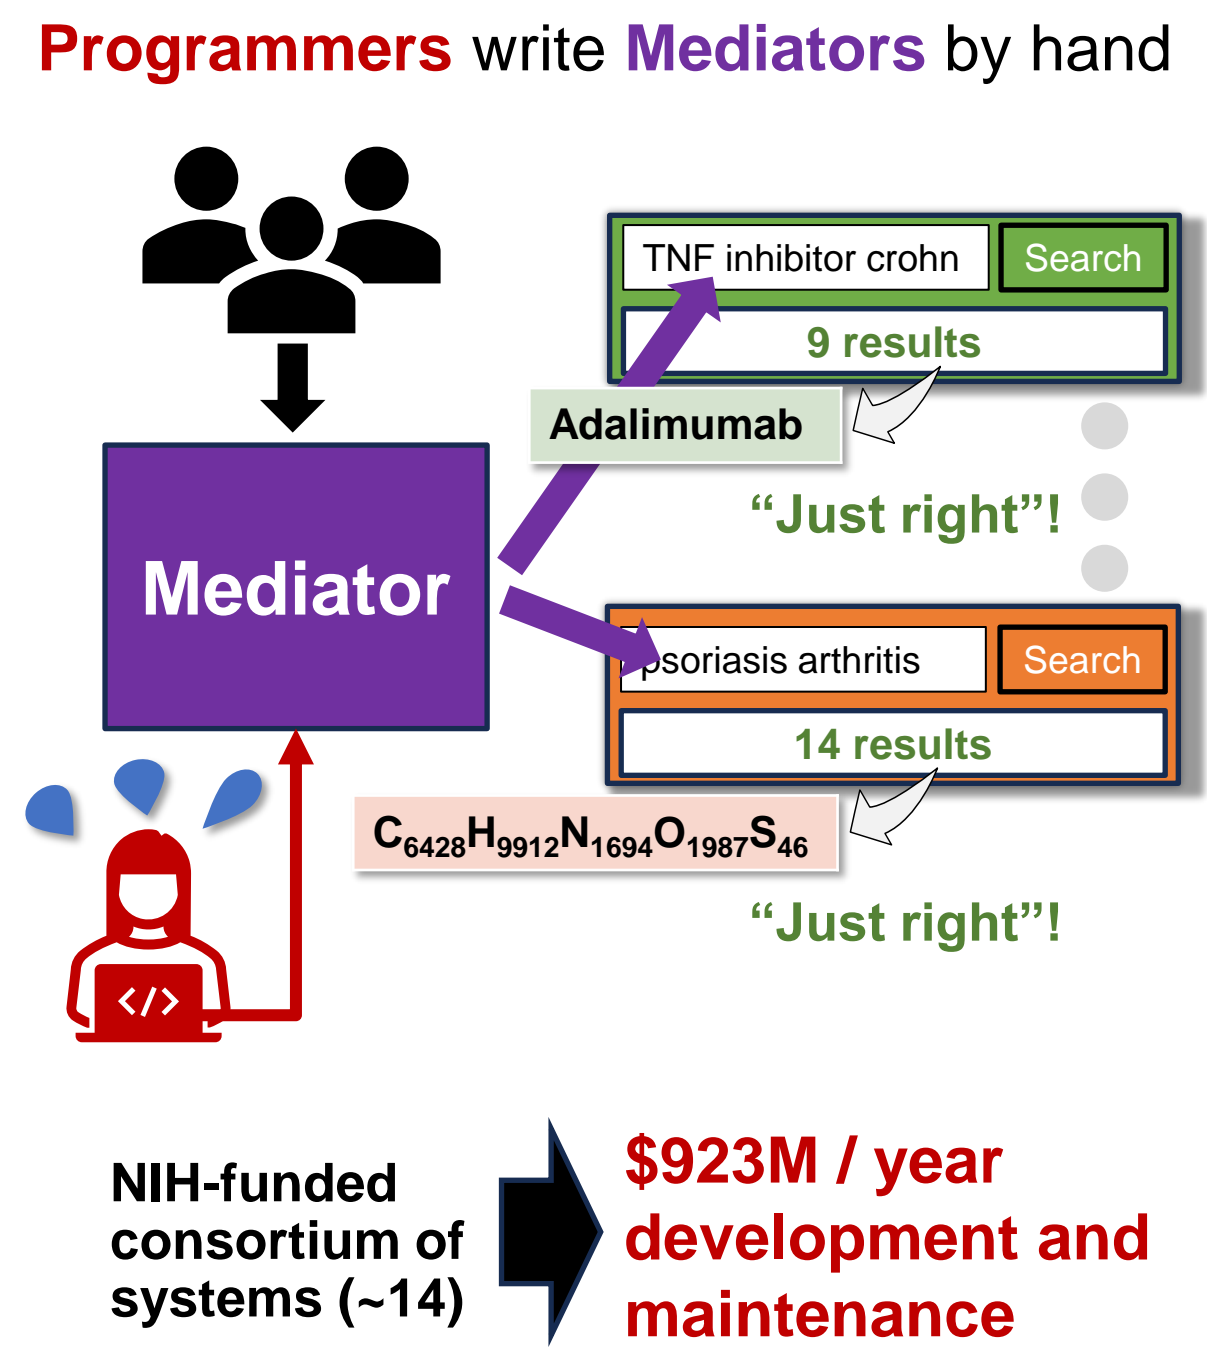 Programmers write Mediators by hand
TNF inhibitor crohn
Search
9 results
Adalimumab
“Just right”!
Mediator
psoriasis arthritis
Search
14 results
C6428H9912N1694O1987S46
“Just right”!
</>
NIH-funded
consortium of
systems (~14)
$923M / year
development and
maintenance